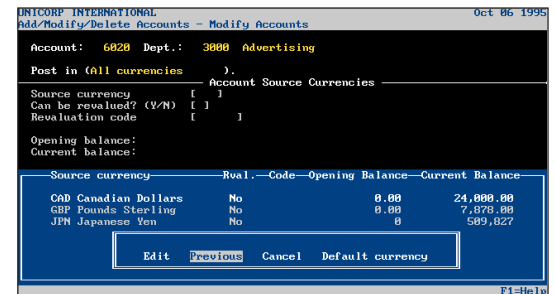 UNICORP INTERNATIONAL Oct 06 1995
Add/Modify/Delete Accounts - Modify Accounts
Account: 6020 Dept.: 3000 Advertising
Post in (All currencies ).
Account Source Currencies
Source currency [ ]
Can be revalued? (Y/N) [ ]
Revaluation code [ ]
Opening balance:
Current balance:
Source currency Rval. Code Opening Balance Current Balance
CAD Canadian Dollars No 0.00 24,000.00
GBP Pounds Sterling No 0.00 7,878.00
JPN Japanese Yen No 0 509,827
Edit Previous Cancel Default currency
F1=Help